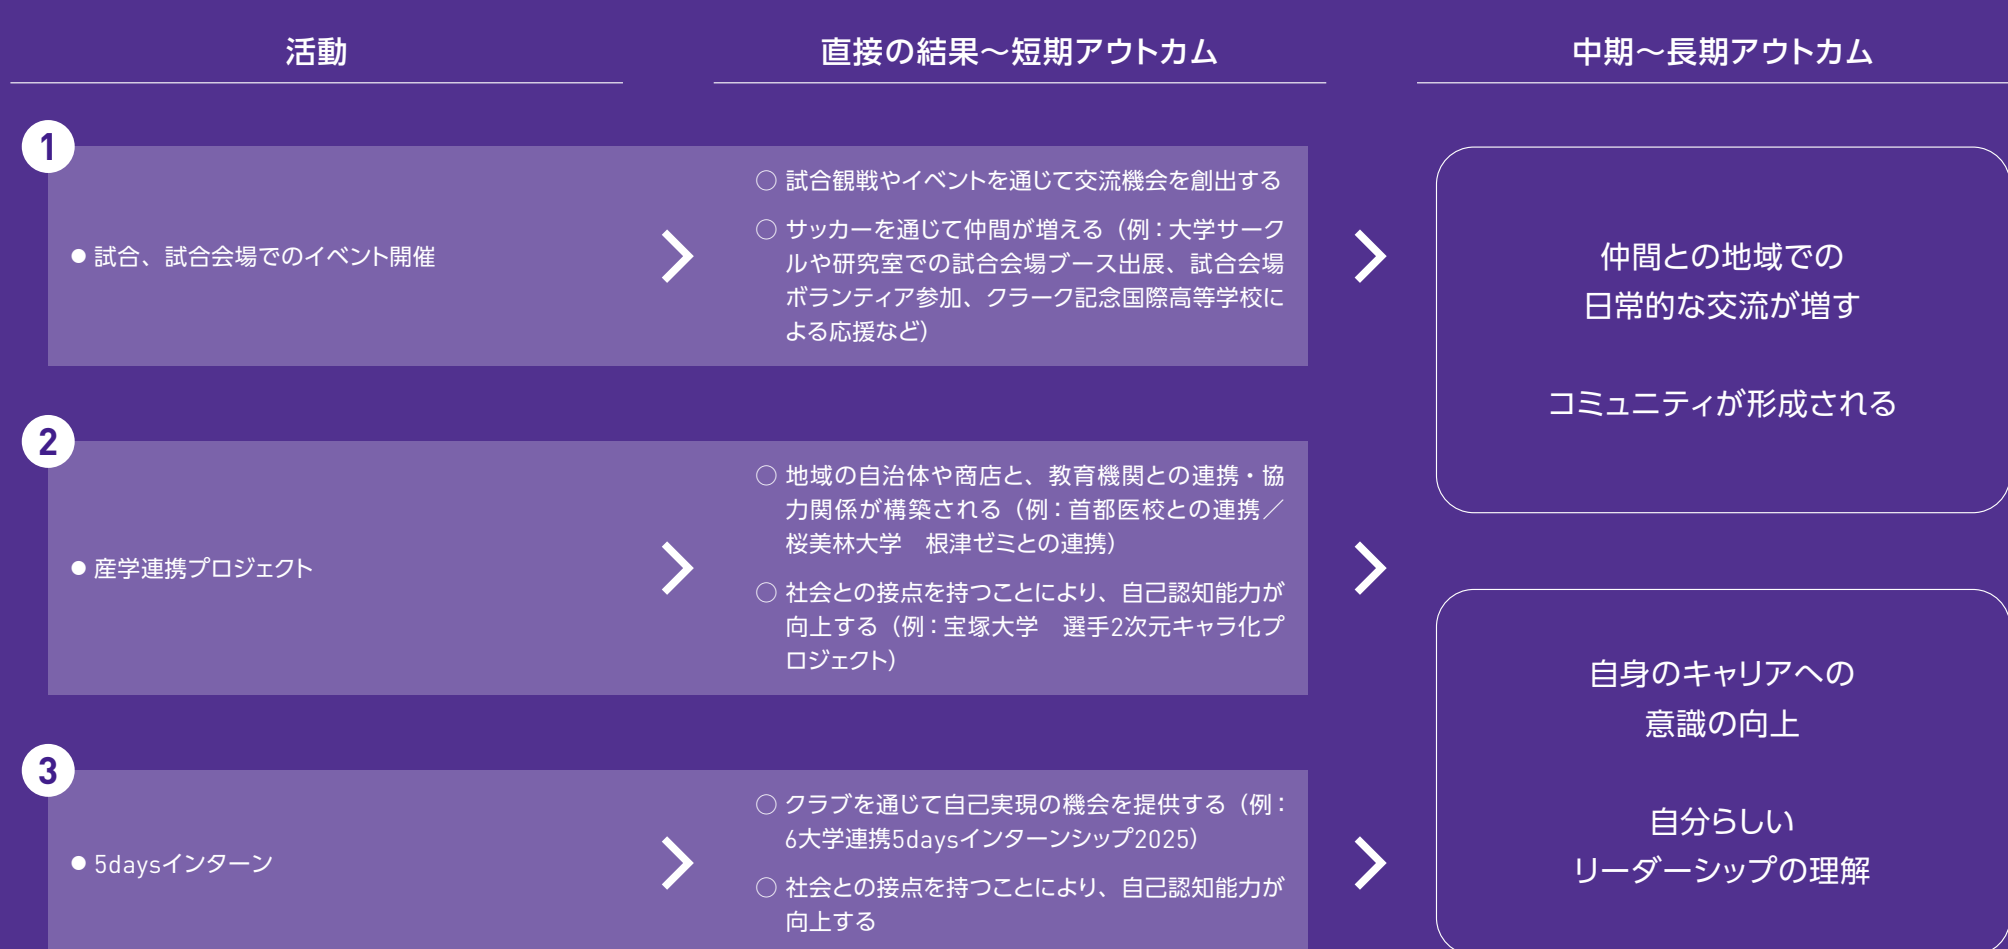 活動
直接の結果～短期アウトカム
中期～長期アウトカム
1
● 試合、試合会場でのイベント開催
○ 試合観戦やイベントを通じて交流機会を創出する
○ サッカーを通じて仲間が増える（例：大学サーク
ルや研究室での試合会場ブース出展、試合会場
ボランティア参加、クラーク記念国際高等学校に
よる応援など）
2
● 産学連携プロジェクト
○ 地域の自治体や商店と、教育機関との連携・協
力関係が構築される（例：首都医校との連携／
桜美林大学　根津ゼミとの連携）
○ 社会との接点を持つことにより、自己認知能力が
向上する（例：宝塚大学　選手2次元キャラ化プ
ロジェクト）
3
● 5daysインターン
○ クラブを通じて自己実現の機会を提供する（例：
6大学連携5daysインターンシップ2025）
○ 社会との接点を持つことにより、自己認知能力が
向上する
仲間との地域での
日常的な交流が増す
コミュニティが形成される
自身のキャリアへの
意識の向上
自分らしい
リーダーシップの理解